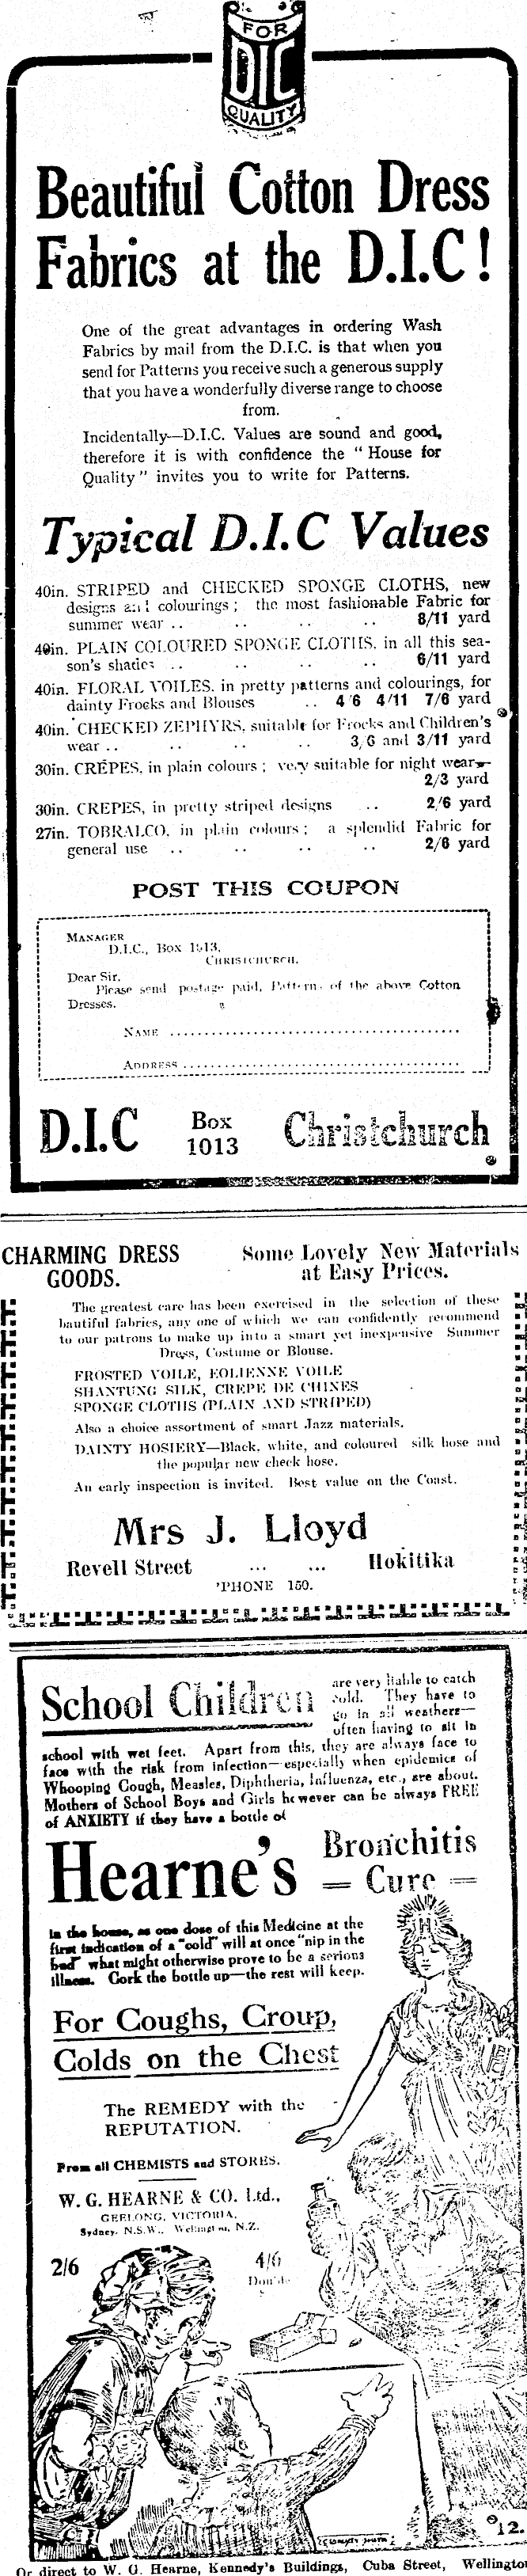 FOR
DIC
QUALITY
Beautiful Cotton Dress
Fabrics at the D.I.C!
One of the great advantages in ordering Wash
Fabrics by mail from the D.I.C. is that when you
send for Patterns you receive such a generous supply
that you have a wonderfully diverse range to choose
from.
Incidentally—D.I.C. Values are sound and good,
therefore it is with confidence the "House for
Quality" invites you to write for Patterns.
Typical D.I.C Values
40in. STRIPED and CHECKED SPONGE CLOTHS, new
designs and colourings; the most fashionable Fabric for
summer wear .. .. .. .. 8/11 yard
40in. PLAIN COLOURED SPONGE CLOTHS, in all this sea-
son's shades .. .. .. .. 6/11 yard
40in. FLORAL VOILES, in pretty patterns and colourings, for
dainty Frocks and Blouses .. 4/6 4/11 7/6 yard
40in. CHECKED ZEPHYRS, suitable for Frocks and Children's
wear .. .. .. .. 3/6 and 3/11 yard
30in. CRÊPES, in plain colours; very suitable for night wear—
2/3 yard
30in. CREPES, in pretty striped designs .. 2/6 yard
27in. TOBRALCO, in plain colours; a splendid Fabric for
general use .. .. .. .. 2/6 yard
POST THIS COUPON
MANAGER
D.I.C., Box 1013,
CHRISTCHURCH.
Dear Sir.
Please send postage paid, Patterns of the above Cotton
Dresses.
NAME ..........................................
ADDRESS ........................................
D.I.C Box
1013 Christchurch
CHARMING DRESS
GOODS.
Some Lovely New Materials
at Easy Prices.
The greatest care has been exercised in the selection of these
bautiful fabrics, any one of which we can confidently recommend
to our patrons to make up into a smart yet inexpensive Summer
Dress, Costume or Blouse.
FROSTED VOILE, EOLIENNE VOILE
SHANTUNG SILK, CREPE DE CHINES
SPONGE CLOTHS (PLAIN AND STRIPED)
Also a choice assortment of smart Jazz materials.
DAINTY HOSIERY—Black, white, and coloured silk hose and
the popular new check hose.
An early inspection is invited. Best value on the Coast.
Mrs J. Lloyd
Revell Street ... ... Hokitika
'PHONE 150.
School Children are very liable to catch
cold. They have to
go in all weathers—
often having to sit in
school with wet feet. Apart from this, they are always face to
face with the risk from infection—especially when epidemics of
Whooping Cough, Measles, Diphtheria, Influenza, etc., are about.
Mothers of School Boys and Girls however can be always FREE
of ANXIETY if they have a bottle of
Hearne's Bronchitis
= Cure =
in the house, as one dose of this Medicine at the
first indication of a "cold" will at once "nip in the
bud" what might otherwise prove to be a serious
illness. Cork the bottle up—the rest will keep.
For Coughs, Croup,
Colds on the Chest
The REMEDY with the
REPUTATION.
From all CHEMISTS and STORES.
W. G. HEARNE & CO. Ltd.,
GEELONG, VICTORIA,
Sydney, N.S.W., Wellington, N.Z.
2/6 4/6
12.
Or direct to W. G. Hearne, Kennedy's Buildings, Cuba Street, Wellington